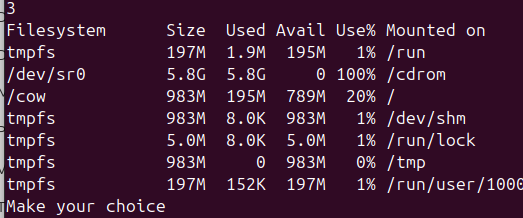 3
Filesystem      Size  Used Avail Use% Mounted on
tmpfs           197M  1.9M  195M   1% /run
/dev/sr0        5.8G  5.8G     0 100% /cdrom
/cow            983M  195M  789M  20% /
tmpfs           983M  8.0K  983M   1% /dev/shm
tmpfs           5.0M  8.0K  5.0M   1% /run/lock
tmpfs           983M     0  983M   0% /tmp
tmpfs           197M  152K  197M   1% /run/user/1000
Make your choice